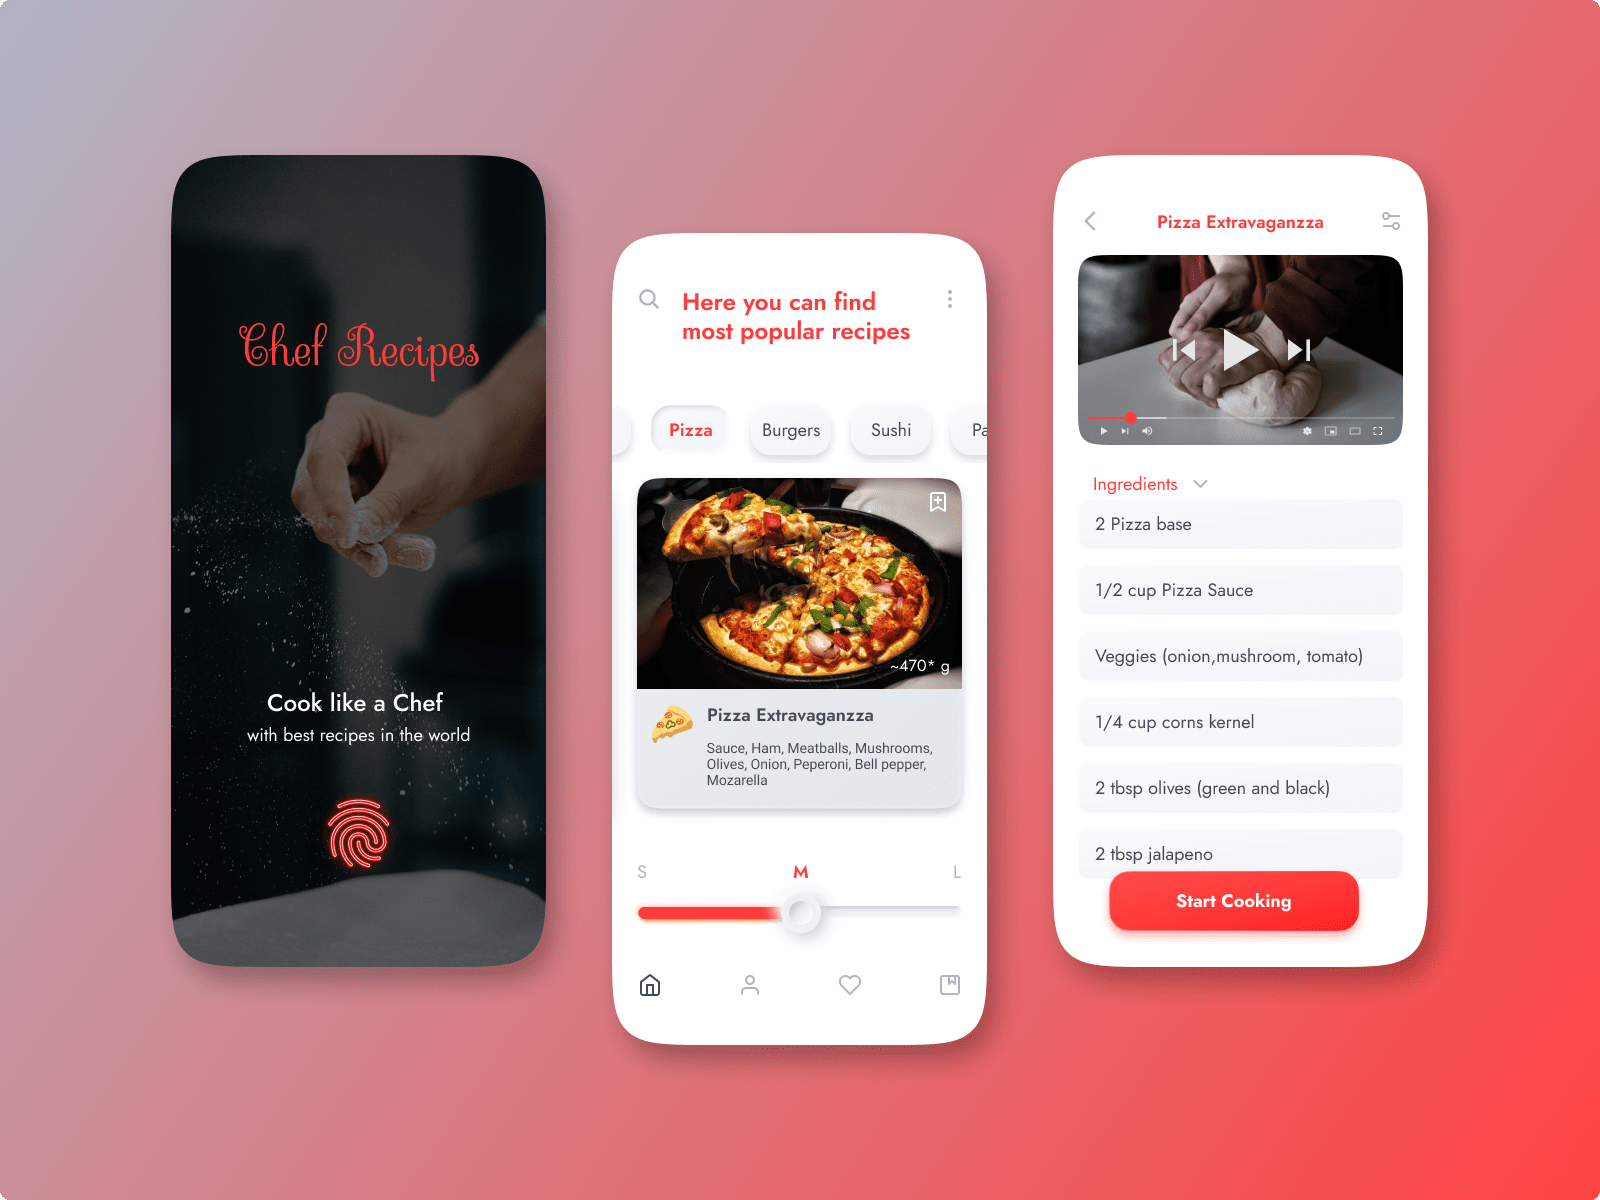 Chef Recipes
Cook like a Chef
with best recipes in the world
Here you can find
most popular recipes
Pizza
Burgers
Sushi
Pa
~470* g
Pizza Extravaganzza
Sauce, Ham, Meatballs, Mushrooms,
Olives, Onion, Peperoni, Bell pepper,
Mozarella
S M L
Pizza Extravaganzza
Ingredients
2 Pizza base
1/2 cup Pizza Sauce
Veggies (onion,mushroom, tomato)
1/4 cup corns kernel
2 tbsp olives (green and black)
2 tbsp jalapeno
Start Cooking